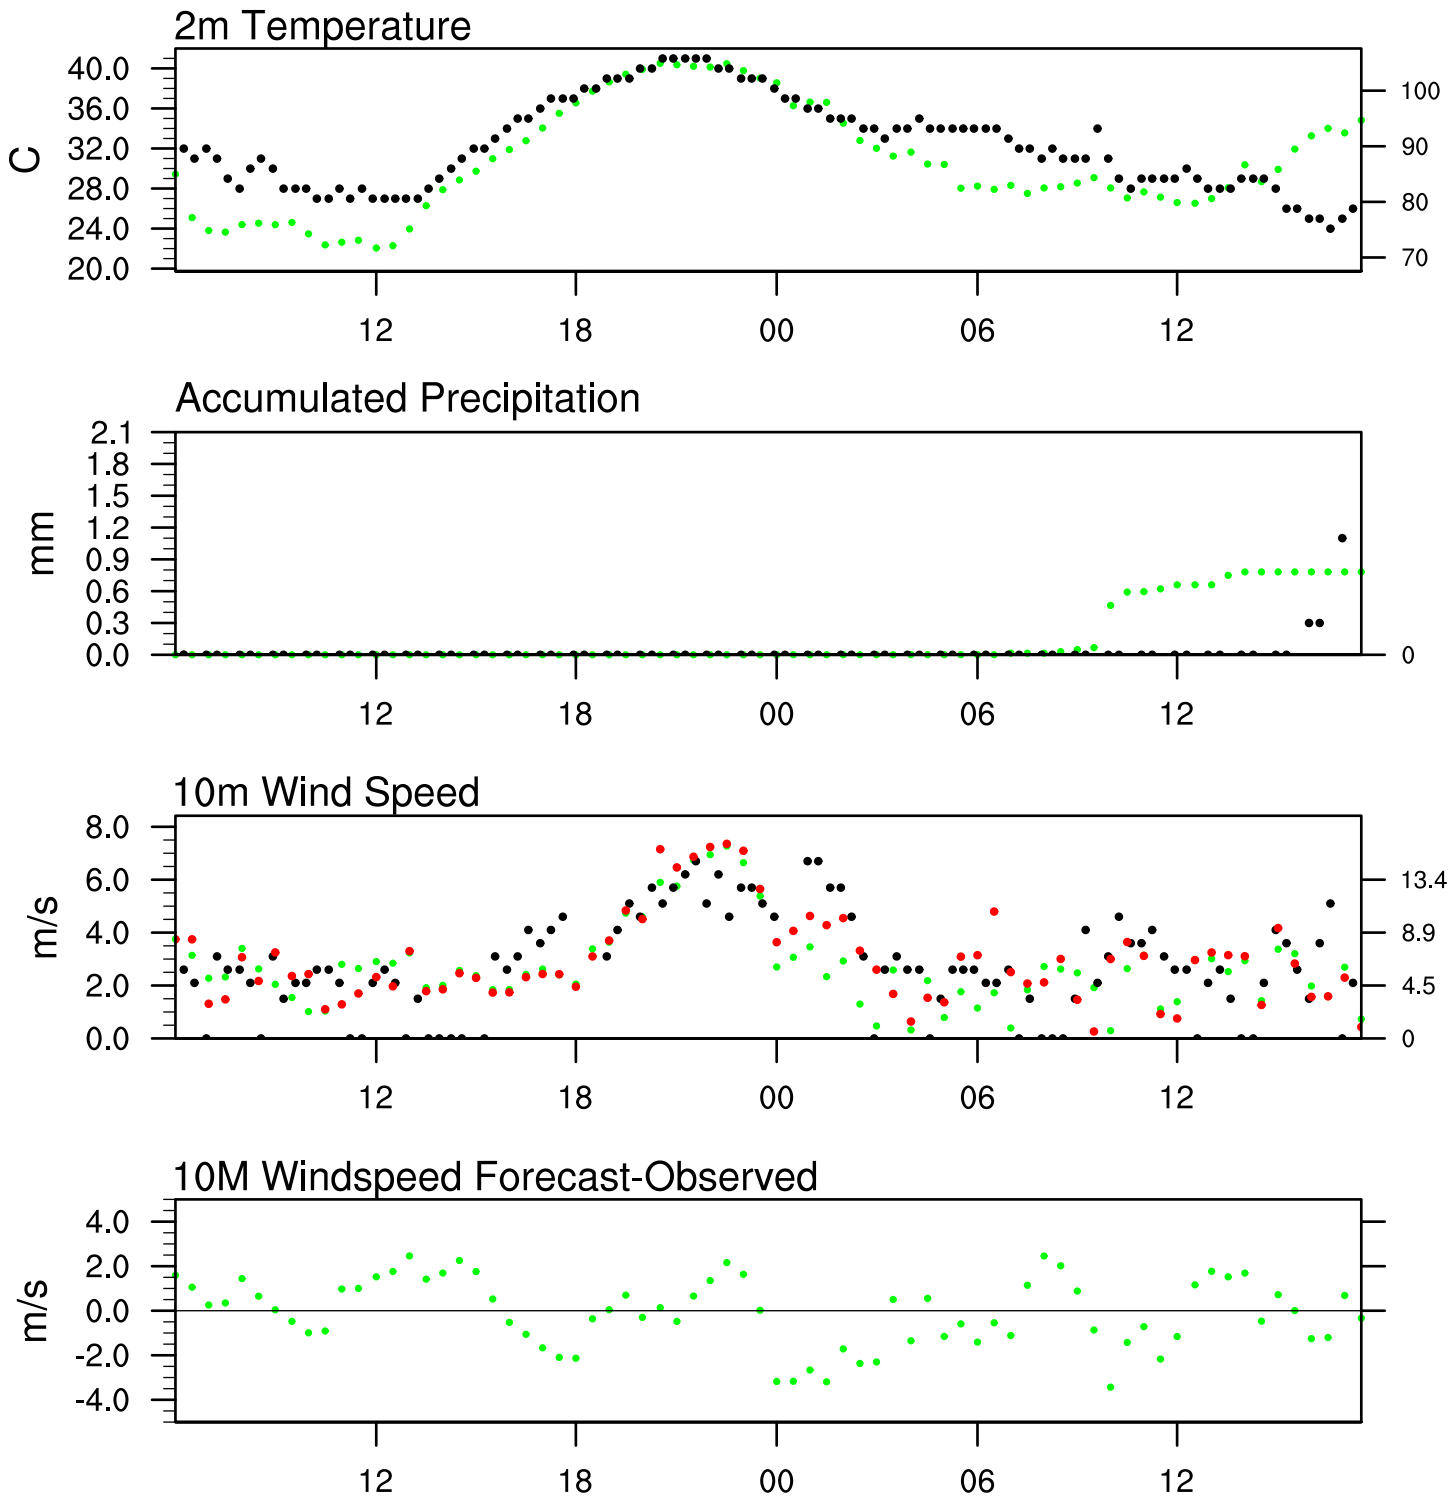 2m Temperature
40.0
36.0
32.0
28.0
24.0
20.0
C
100
90
80
70
12 18 00 06 12
Accumulated Precipitation
2.1
1.8
1.5
1.2
0.9
0.6
0.3
0.0
mm
0
12 18 00 06 12
10m Wind Speed
8.0
6.0
4.0
2.0
0.0
m/s
13.4
8.9
4.5
0
12 18 00 06 12
10M Windspeed Forecast-Observed
4.0
2.0
0.0
-2.0
-4.0
m/s
12 18 00 06 12